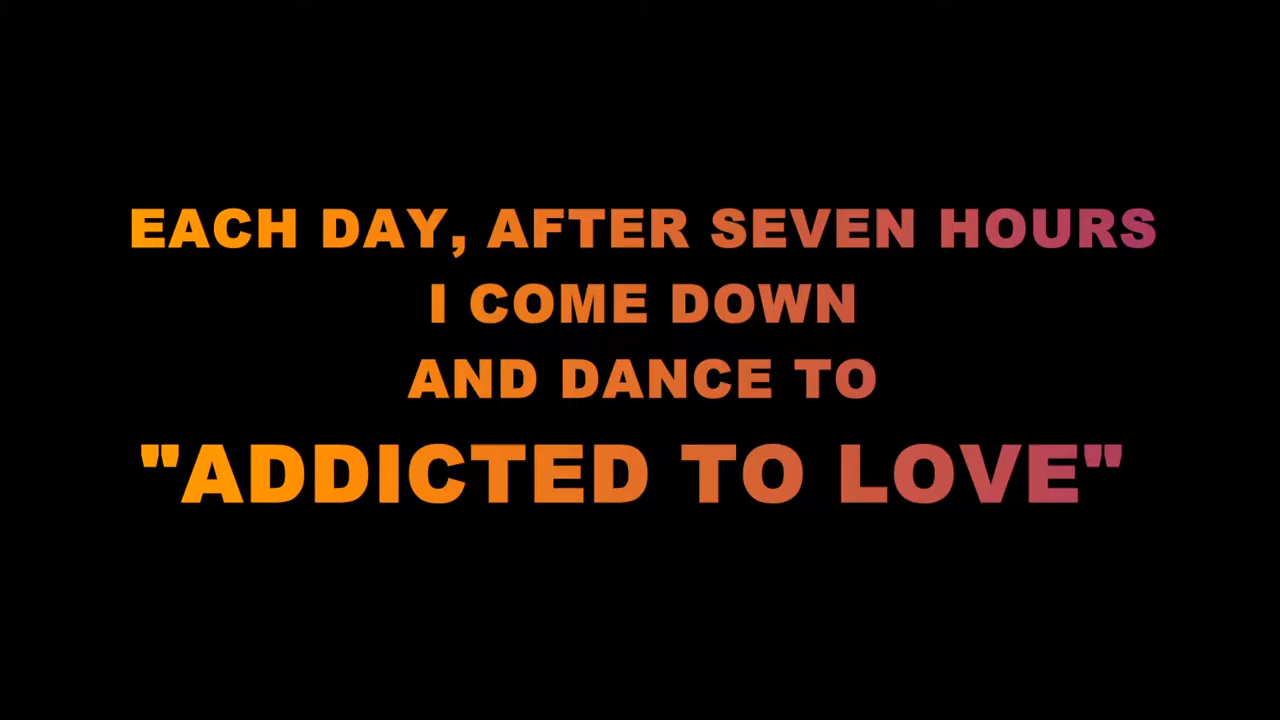 EACH DAY, AFTER SEVEN HOURS
I COME DOWN
AND DANCE TO
"ADDICTED TO LOVE"